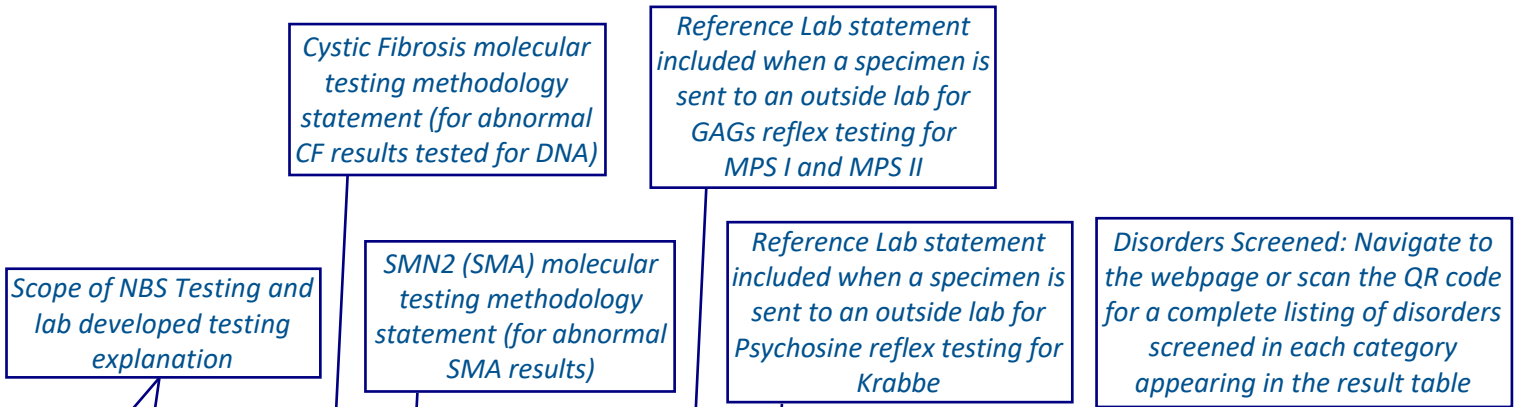 Cystic Fibrosis molecular
testing methodology
statement (for abnormal
CF results tested for DNA)
Reference Lab statement
included when a specimen is
sent to an outside lab for
GAGs reflex testing for
MPS I and MPS II
Scope of NBS Testing and
lab developed testing
explanation
SMN2 (SMA) molecular
testing methodology
statement (for abnormal
SMA results)
Reference Lab statement
included when a specimen is
sent to an outside lab for
Psychosine reflex testing for
Krabbe
Disorders Screened: Navigate to
the webpage or scan the QR code
for a complete listing of disorders
screened in each category
appearing in the result table